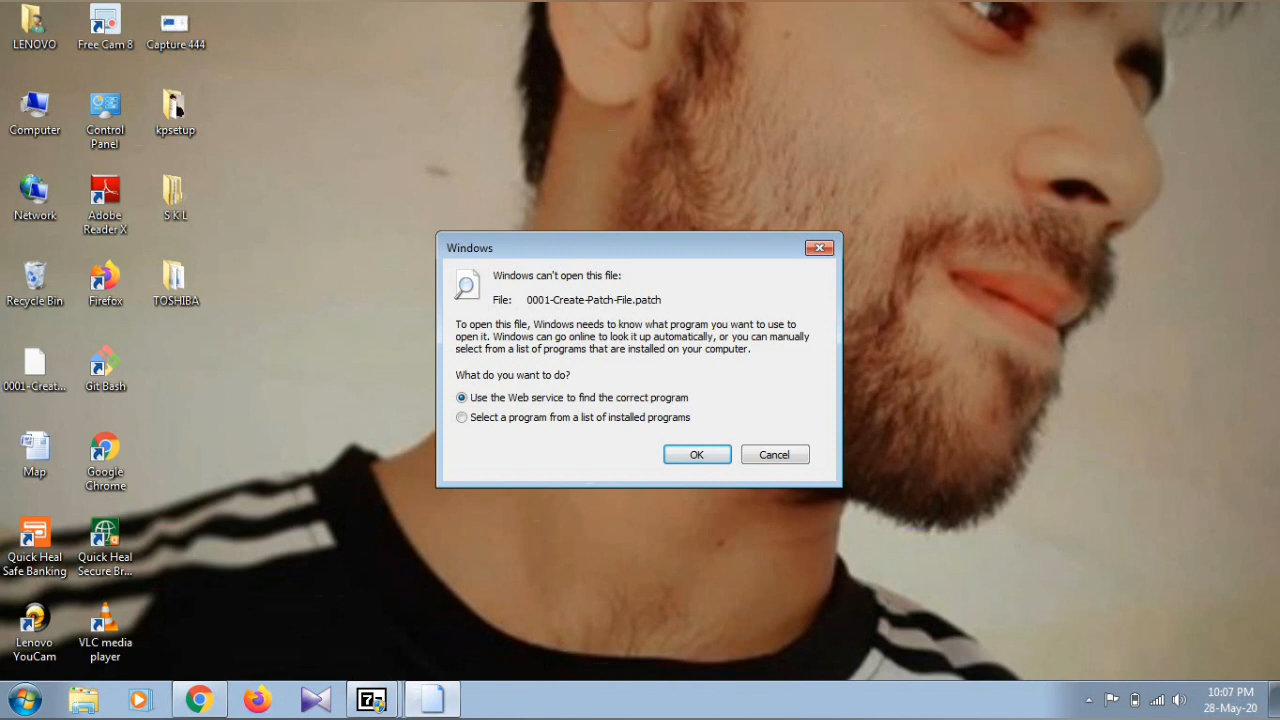 LENOVO
Free Cam 8
Capture 444
Computer
Control
Panel
kpsetup
Network
Adobe
Reader X
S K L
Recycle Bin
Firefox
TOSHIBA
0001-Creat...
Git Bash
Map
Google
Chrome
Quick Heal
Safe Banking
Quick Heal
Secure Br...
Lenovo
YouCam
VLC media
player
Windows
Windows can't open this file:
File: 0001-Create-Patch-File.patch
To open this file, Windows needs to know what program you want to use to
open it. Windows can go online to look it up automatically, or you can manually
select from a list of programs that are installed on your computer.
What do you want to do?
Use the Web service to find the correct program
Select a program from a list of installed programs
OK
Cancel
10:07 PM
28-May-20